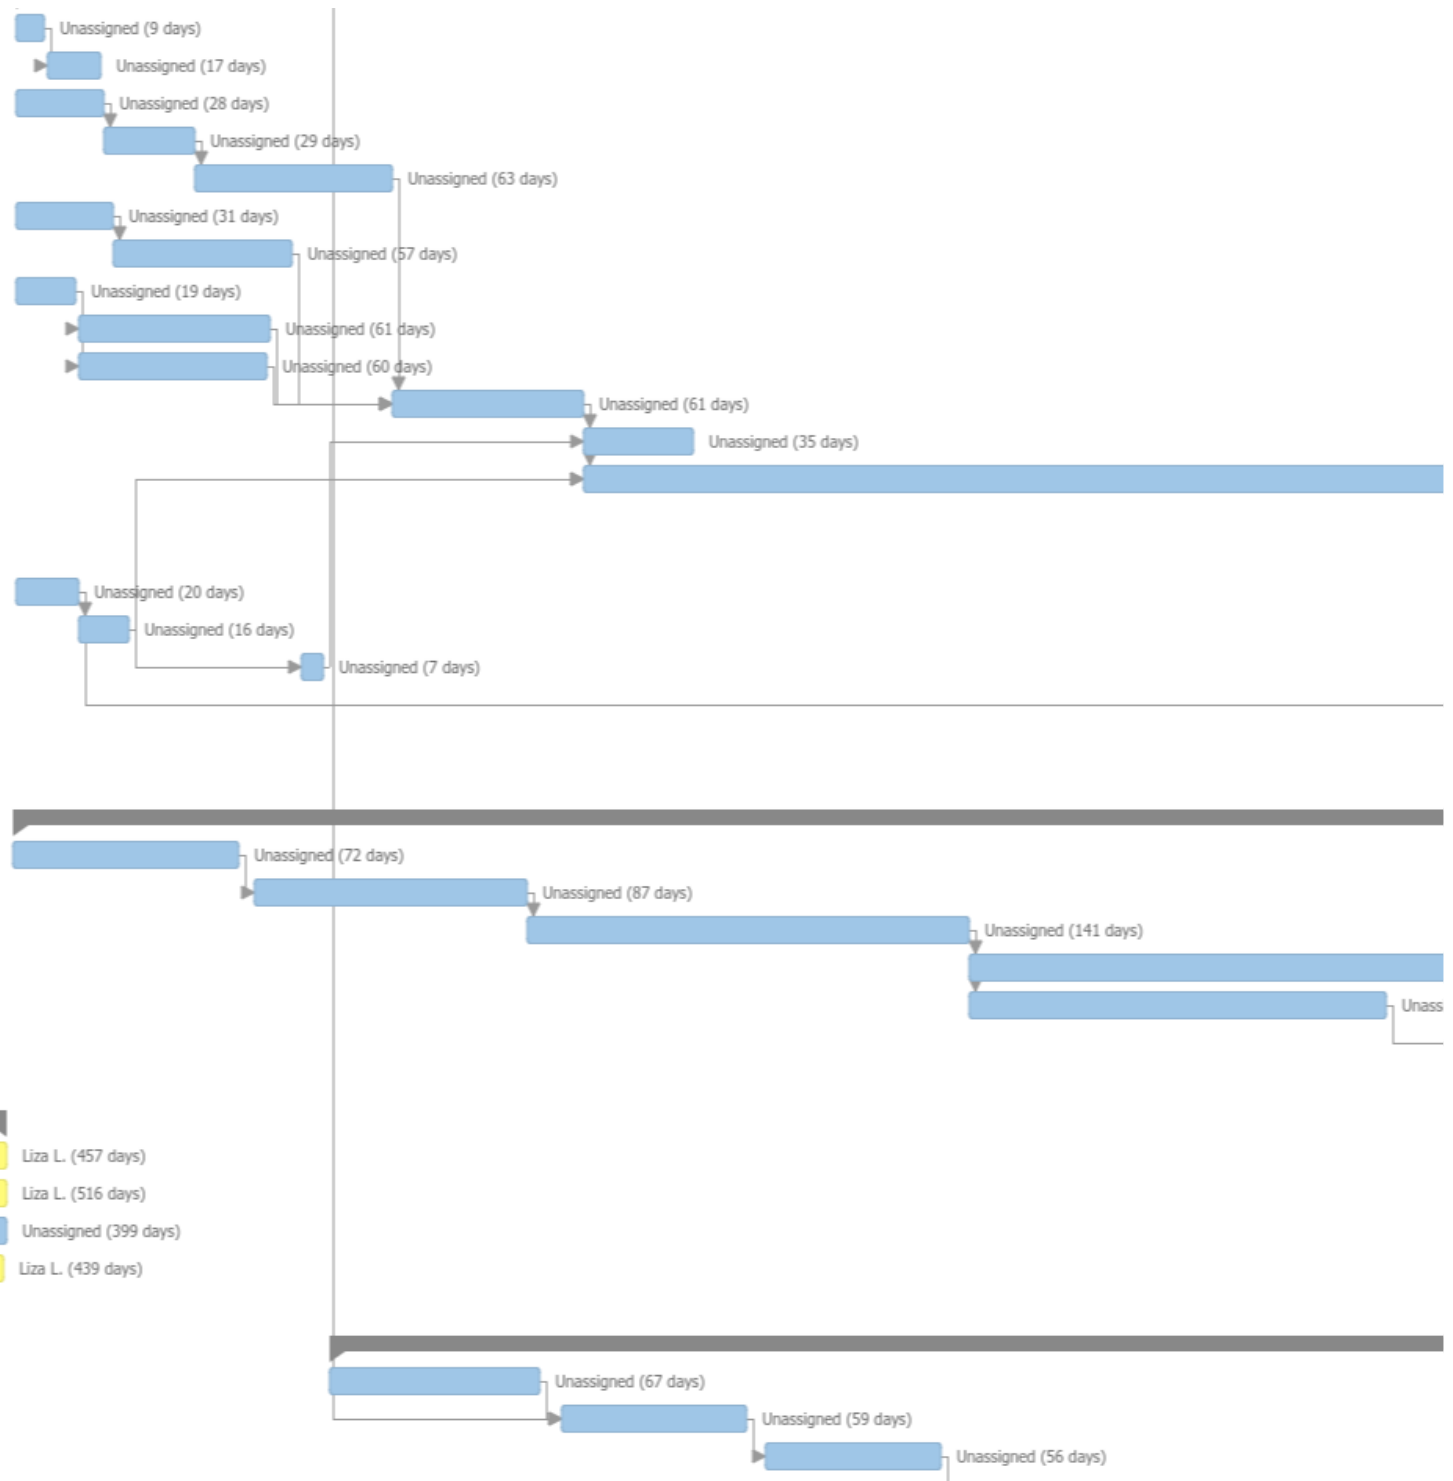 Unassigned (9 days)
Unassigned (17 days)
Unassigned (28 days)
Unassigned (29 days)
Unassigned (63 days)
Unassigned (31 days)
Unassigned (57 days)
Unassigned (19 days)
Unassigned (61 days)
Unassigned (60 days)
Unassigned (61 days)
Unassigned (35 days)
Unassigned (20 days)
Unassigned (16 days)
Unassigned (7 days)
Unassigned (72 days)
Unassigned (87 days)
Unassigned (141 days)
Unass
Liza L. (457 days)
Liza L. (516 days)
Unassigned (399 days)
Liza L. (439 days)
Unassigned (67 days)
Unassigned (59 days)
Unassigned (56 days)